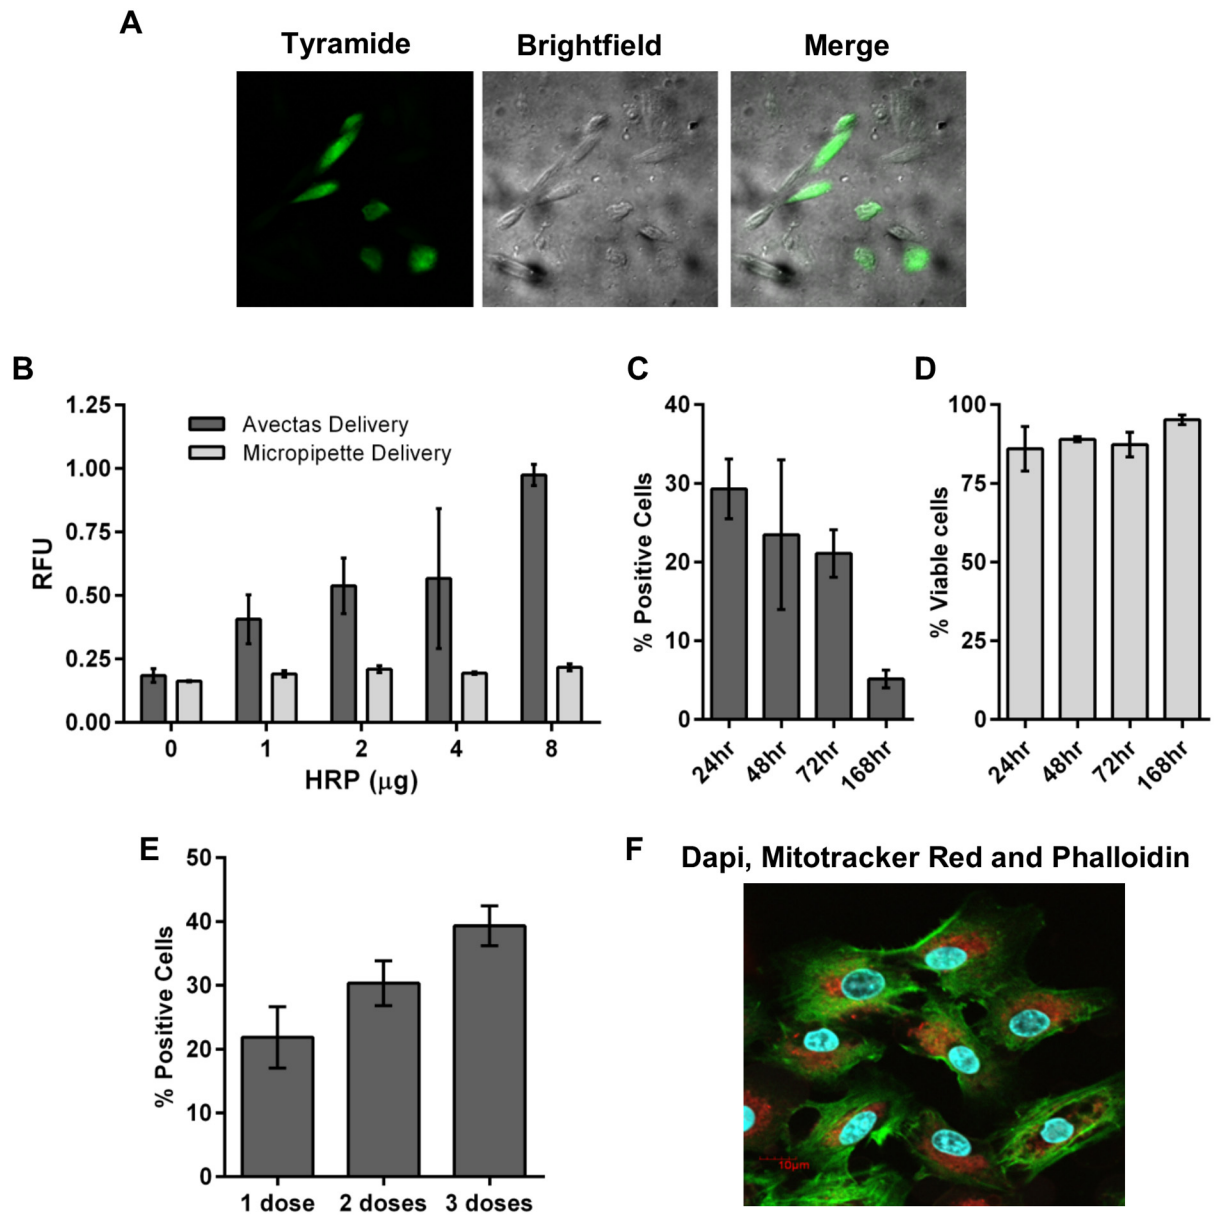 A
Tyramide
Brightfield
Merge
B
1.25
1.00
0.75
0.50
0.25
0.00
RFU
Avectas Delivery
Micropipette Delivery
0 1 2 4 8
HRP (μg)
C
40
30
20
10
0
% Positive Cells
24hr 48hr 72hr 168hr
D
100
75
50
25
0
% Viable cells
24hr 48hr 72hr 168hr
E
50
40
30
20
10
0
% Positive Cells
1 dose 2 doses 3 doses
F
Dapi, Mitotracker Red and Phalloidin
10μm